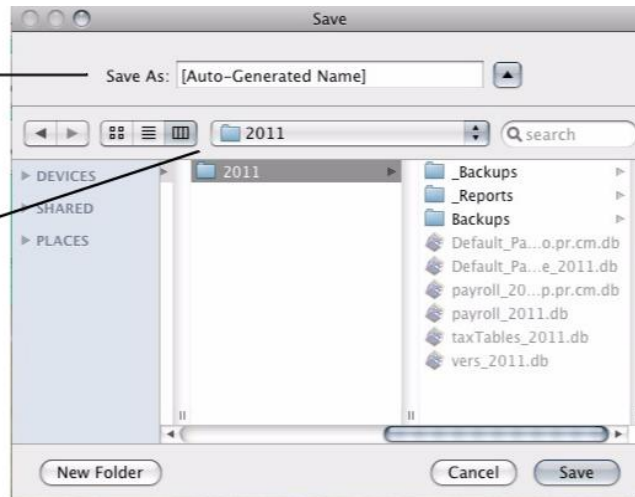 Save
Save As: [Auto-Generated Name]
2011
search
DEVICES
SHARED
PLACES
2011
_Backups
_Reports
Backups
Default_Pa...o.pr.cm.db
Default_Pa...e_2011.db
payroll_20...p.pr.cm.db
payroll_2011.db
taxTables_2011.db
vers_2011.db
New Folder
Cancel
Save